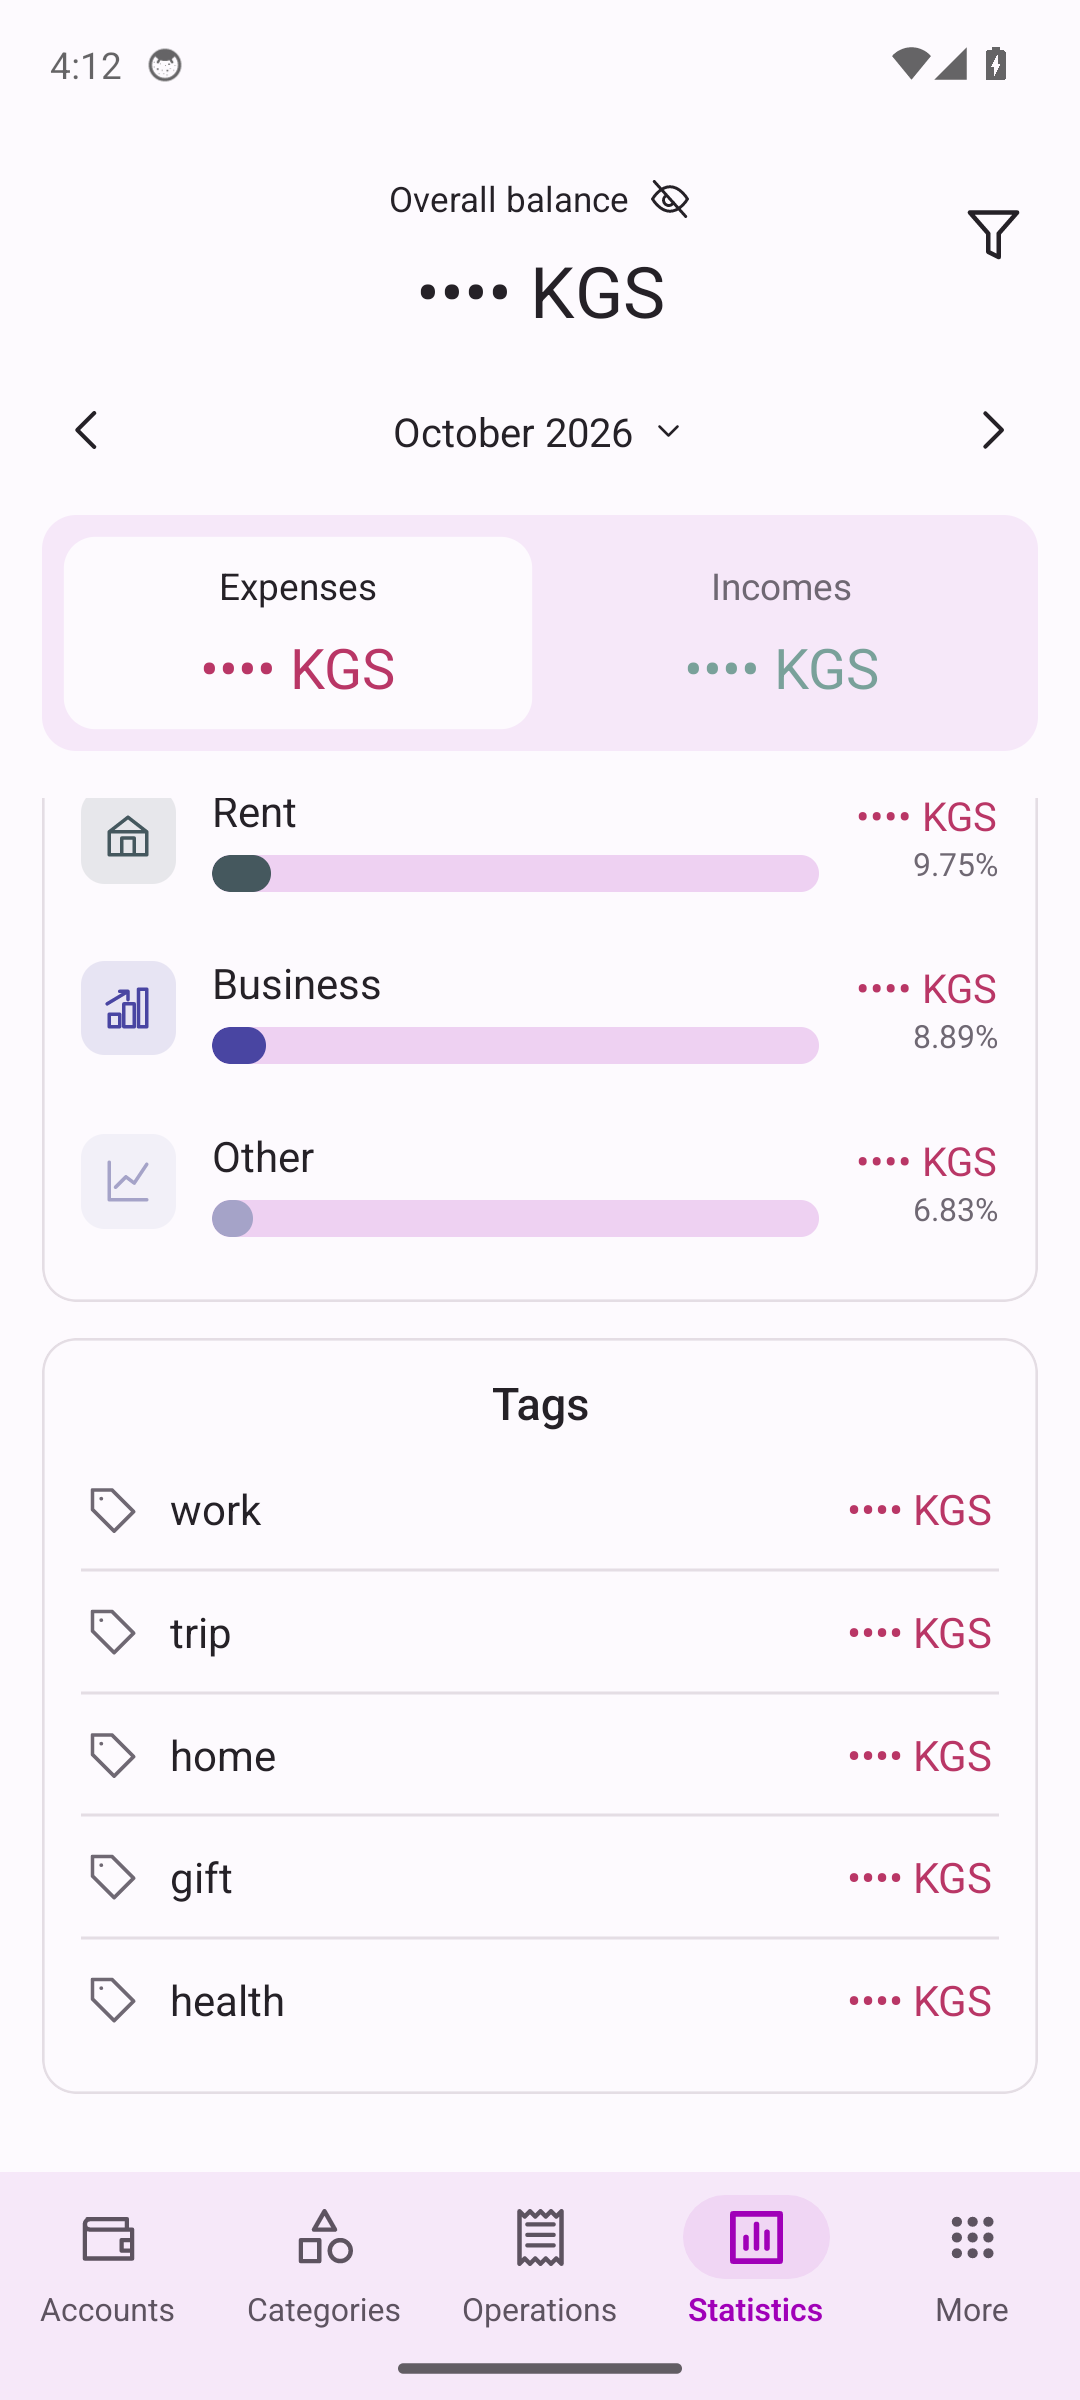 4:12
Overall balance
•••• KGS
October 2026
Expenses
•••• KGS
Incomes
•••• KGS
Rent
•••• KGS
9.75%
Business
•••• KGS
8.89%
Other
•••• KGS
6.83%
Tags
work
•••• KGS
trip
•••• KGS
home
•••• KGS
gift
•••• KGS
health
•••• KGS
Accounts
Categories
Operations
Statistics
More